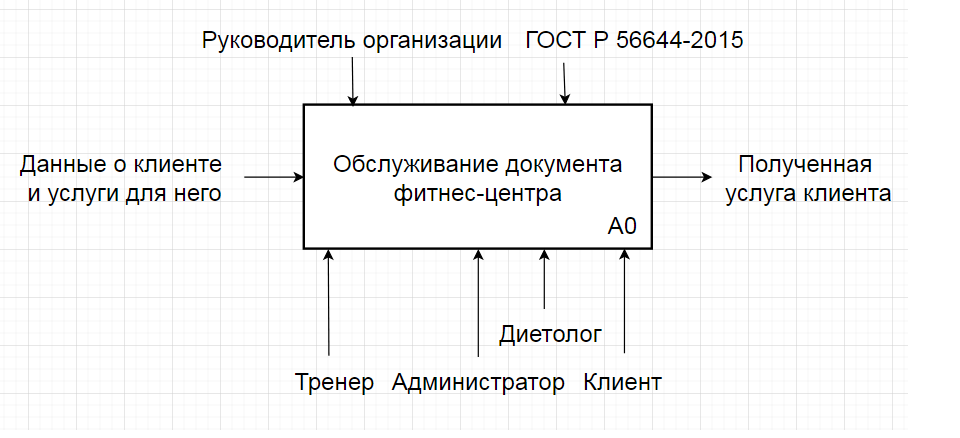 Руководитель организации ГОСТ Р 56644-2015
Данные о клиенте
и услуги для него
Обслуживание документа
фитнес-центра
А0
Полученная
услуга клиента
Диетолог
Тренер Администратор Клиент